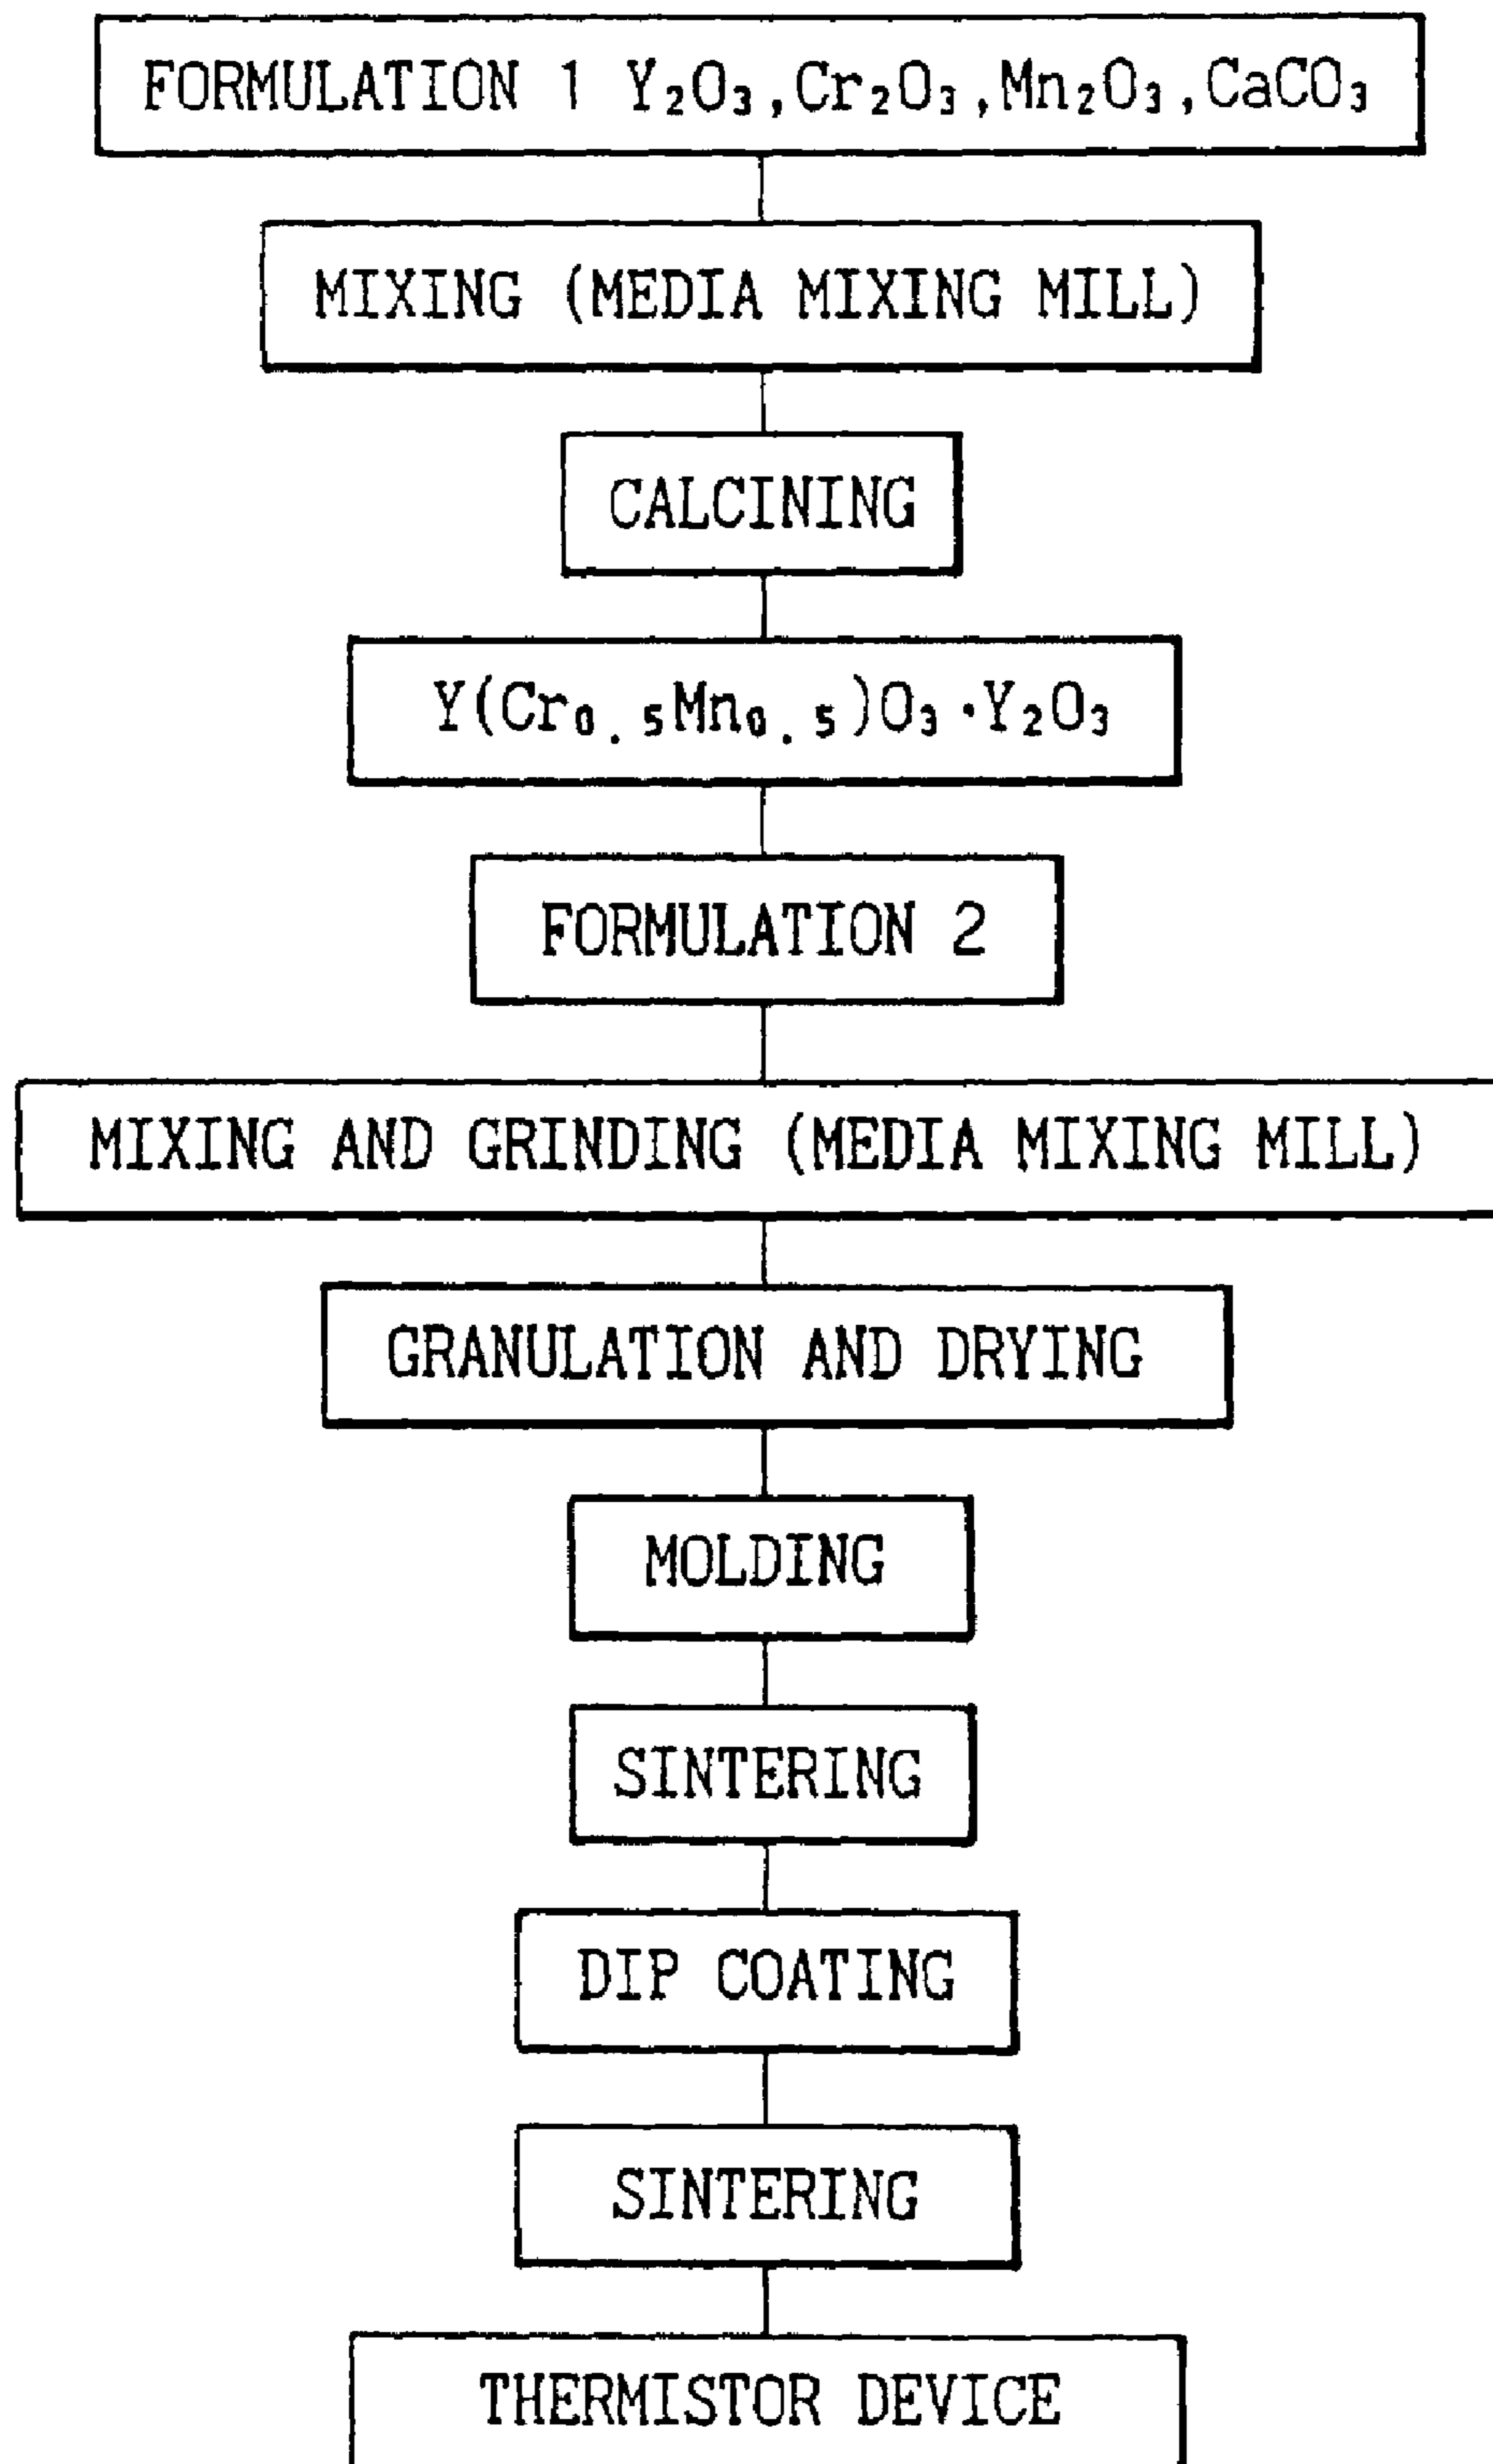 FORMULATION 1 Y₂O₃,Cr₂O₃,Mn₂O₃,CaCO₃
MIXING (MEDIA MIXING MILL)
CALCINING
Y(Cr₀.₅Mn₀.₅)O₃·Y₂O₃
FORMULATION 2
MIXING AND GRINDING (MEDIA MIXING MILL)
GRANULATION AND DRYING
MOLDING
SINTERING
DIP COATING
SINTERING
THERMISTOR DEVICE